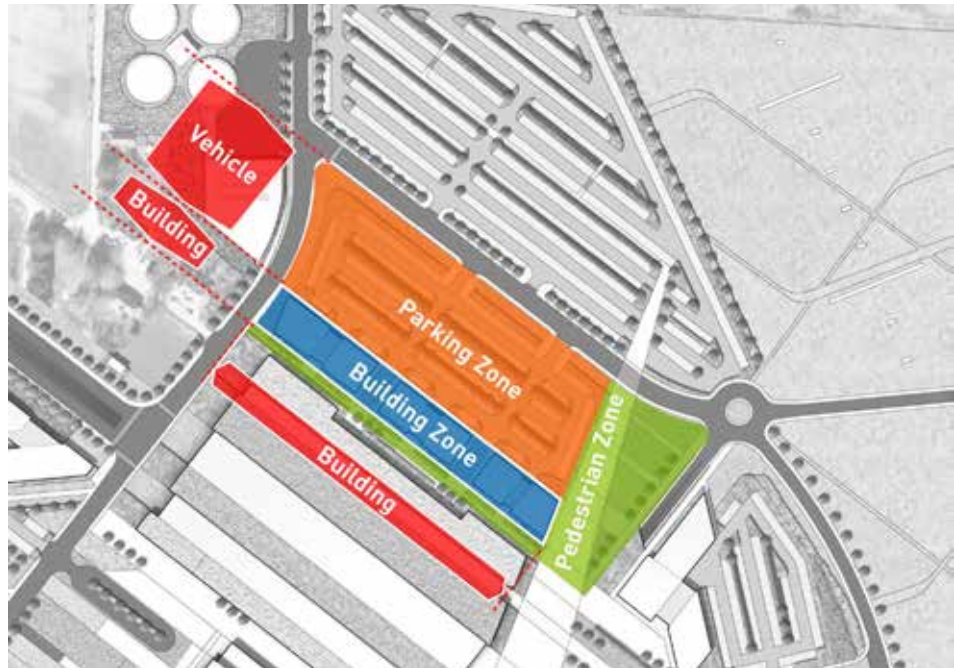 Vehicle
Building
Parking Zone
Building Zone
Building
Pedestrian Zone